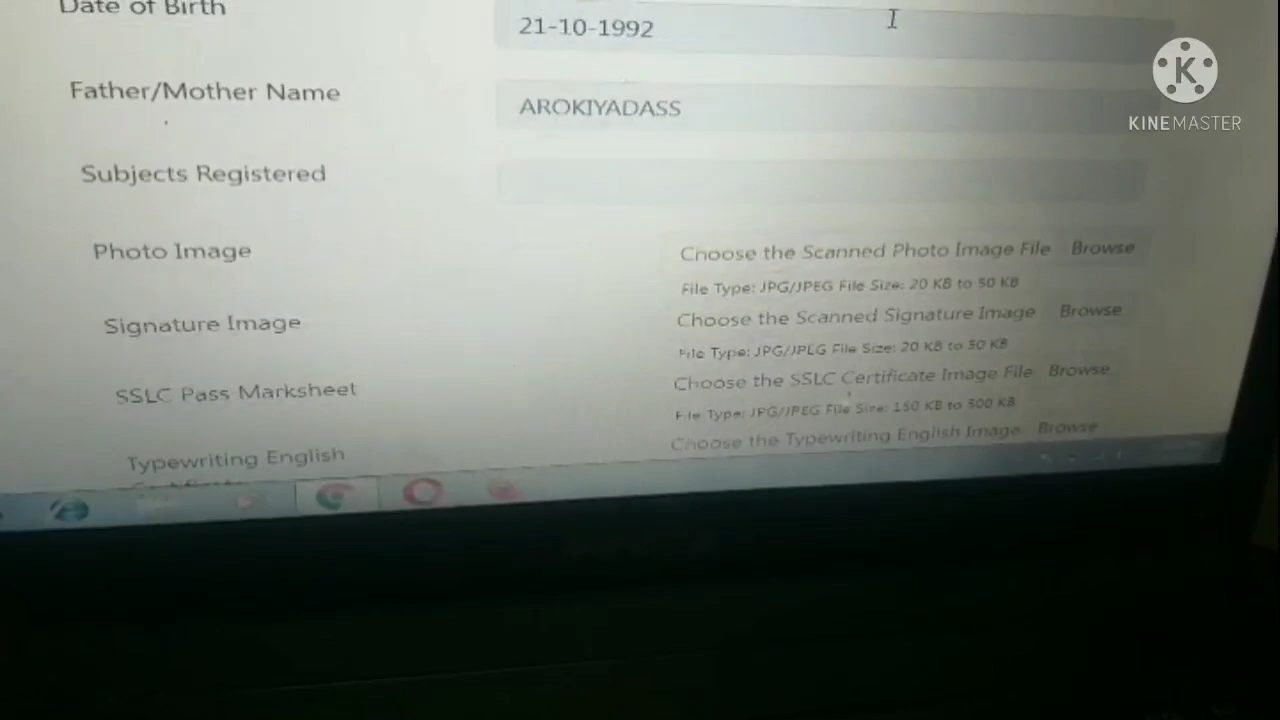 Date of Birth
21-10-1992
Father/Mother Name
AROKIYADASS
Subjects Registered
Photo Image
Choose the Scanned Photo Image File Browse
File Type: JPG/JPEG File Size: 20 KB to 50 KB
Signature Image
Choose the Scanned Signature Image Browse
File Type: JPG/JPEG File Size: 20 KB to 50 KB
SSLC Pass Marksheet
Choose the SSLC Certificate Image File Browse
File Type: JPG/JPEG File Size: 150 KB to 500 KB
Typewriting English
Choose the Typewriting English Image Browse
K
KINEMASTER